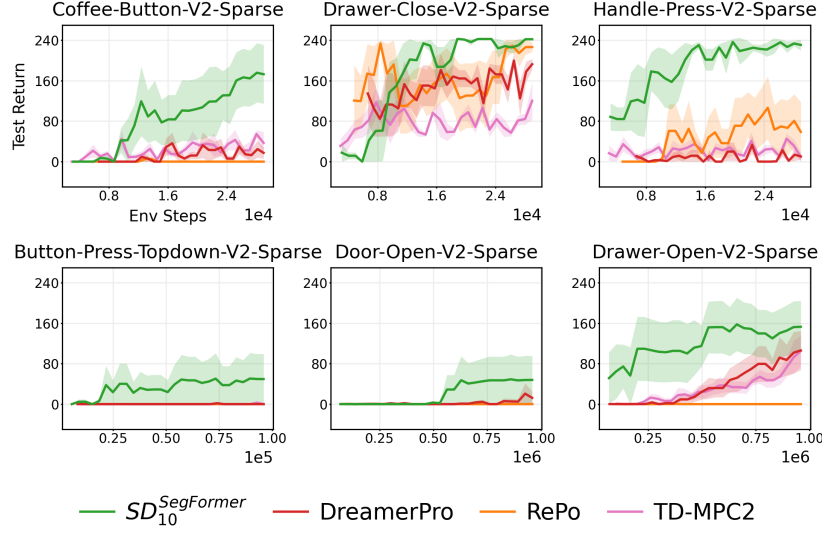 Coffee-Button-V2-Sparse Drawer-Close-V2-Sparse Handle-Press-V2-Sparse
240 240 240
160 160 160
80 80 80
0 0 0
Test Return
0.8 1.6 2.4 0.8 1.6 2.4 0.8 1.6 2.4
Env Steps 1e4 1e4 1e4
Button-Press-Topdown-V2-Sparse Door-Open-V2-Sparse Drawer-Open-V2-Sparse
240 240 240
160 160 160
80 80 80
0 0 0
0.25 0.50 0.75 1.00 0.25 0.50 0.75 1.00 0.25 0.50 0.75 1.00
1e5 1e6 1e6
SD₁₀^SegFormer DreamerPro RePo TD-MPC2